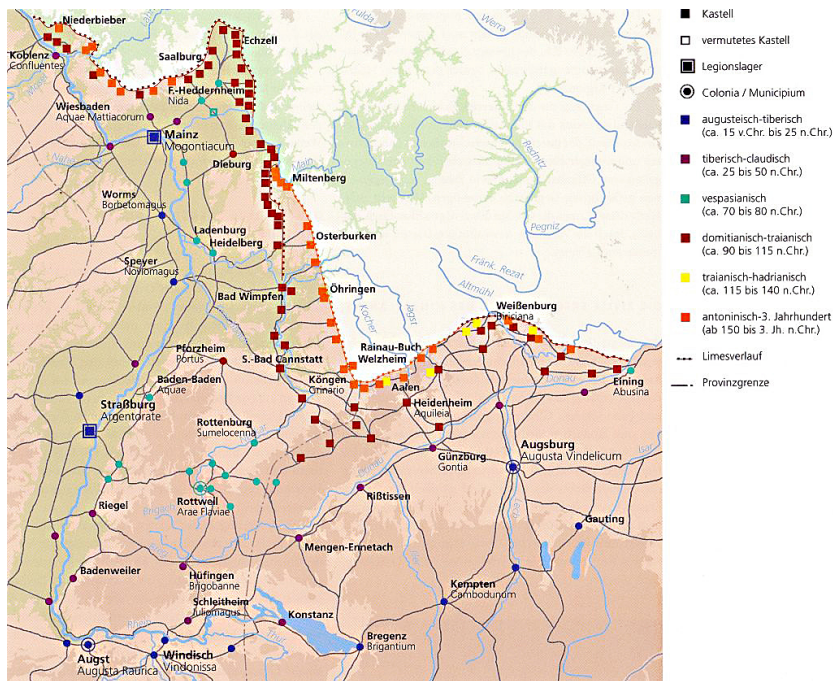 Niederbieber
Koblenz
Confluentes
Saalburg
Echzell
F.-Heddernheim
Nida
Wiesbaden
Aquae Mattiacorum
Mainz
Mogontiacum
Dieburg
Main
Miltenberg
Worms
Borbetomagus
Ladenburg
Heidelberg
Osterburken
Speyer
Noviomagus
Bad Wimpfen
Öhringen
Kocher
Jagst
Fulda
Werra
Lahn
Nahe
Rednitz
Pegniz
Fränk. Rezat
Altmühl
Weißenburg
Biriciana
Pforzheim
Portus
S.-Bad Cannstatt
Rainau-Buch
Welzheim
Aalen
Baden-Baden
Aquae
Köngen
Grinario
Heidenheim
Aquileia
Donau
Eining
Abusina
Straßburg
Argentorate
Rottenburg
Sumelocenna
Günzburg
Gontia
Augsburg
Augusta Vindelicum
Isar
Donau
Riegel
Rottweil
Arae Flaviae
Rißtissen
Gauting
Mengen-Ennetach
Badenweiler
Hüfingen
Brigobanne
Kempten
Cambodunum
Schleitheim
Juliomagus
Konstanz
Rhein
Thur
Bregenz
Brigantium
Augst
Augusta Raurica
Windisch
Vindonissa
Kastell
vermutetes Kastell
Legionslager
Colonia / Municipium
augusteisch-tiberisch
(ca. 15 v.Chr. bis 25 n.Chr.)
tiberisch-claudisch
(ca. 25 bis 50 n.Chr.)
vespasianisch
(ca. 70 bis 80 n.Chr.)
domitianisch-traianisch
(ca. 90 bis 115 n.Chr.)
traianisch-hadrianisch
(ca. 115 bis 140 n.Chr.)
antoninisch-3. Jahrhundert
(ab 150 bis 3. Jh. n.Chr.)
Limesverlauf
Provinzgrenze